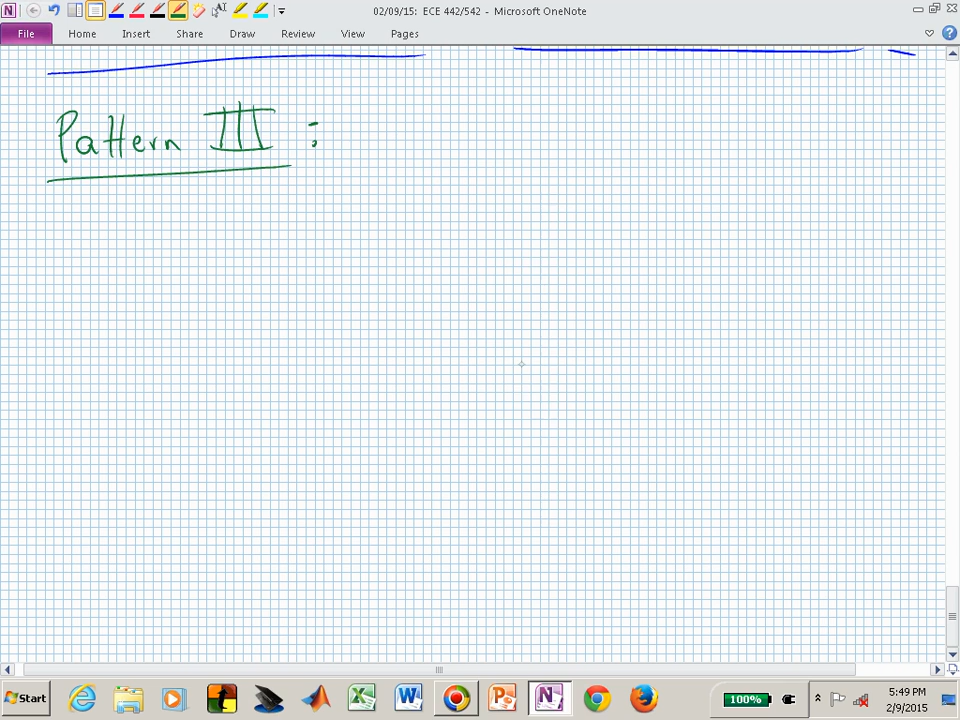 02/09/15: ECE 442/542 - Microsoft OneNote
File Home Insert Share Draw Review View Pages
Pattern III :
Start
100%
5:49 PM
2/9/2015